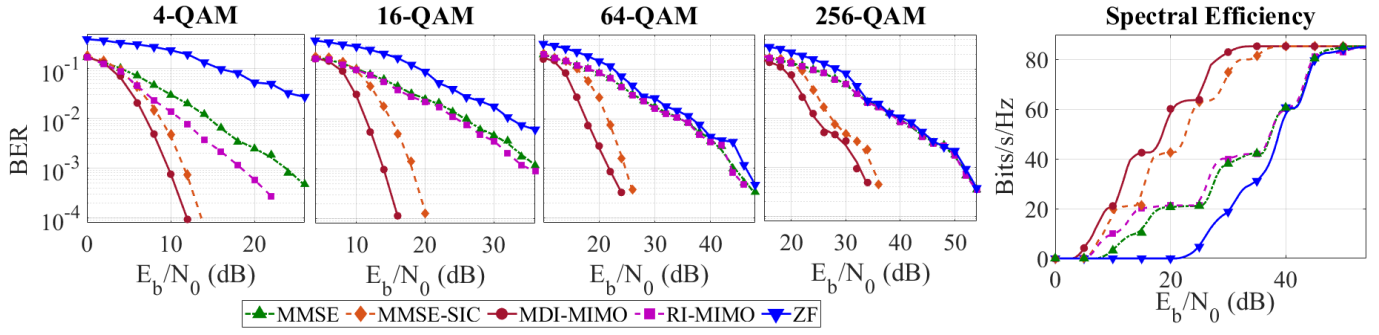 4-QAM 16-QAM 64-QAM 256-QAM Spectral Efficiency
BER
10^-1
10^-2
10^-3
10^-4
0 10 20
E_b/N_0 (dB)
10 20 30
E_b/N_0 (dB)
20 30 40
E_b/N_0 (dB)
20 30 40 50
E_b/N_0 (dB)
Bits/s/Hz
80
60
40
20
0
0 20 40
E_b/N_0 (dB)
MMSE MMSE-SIC MDI-MIMO RI-MIMO ZF